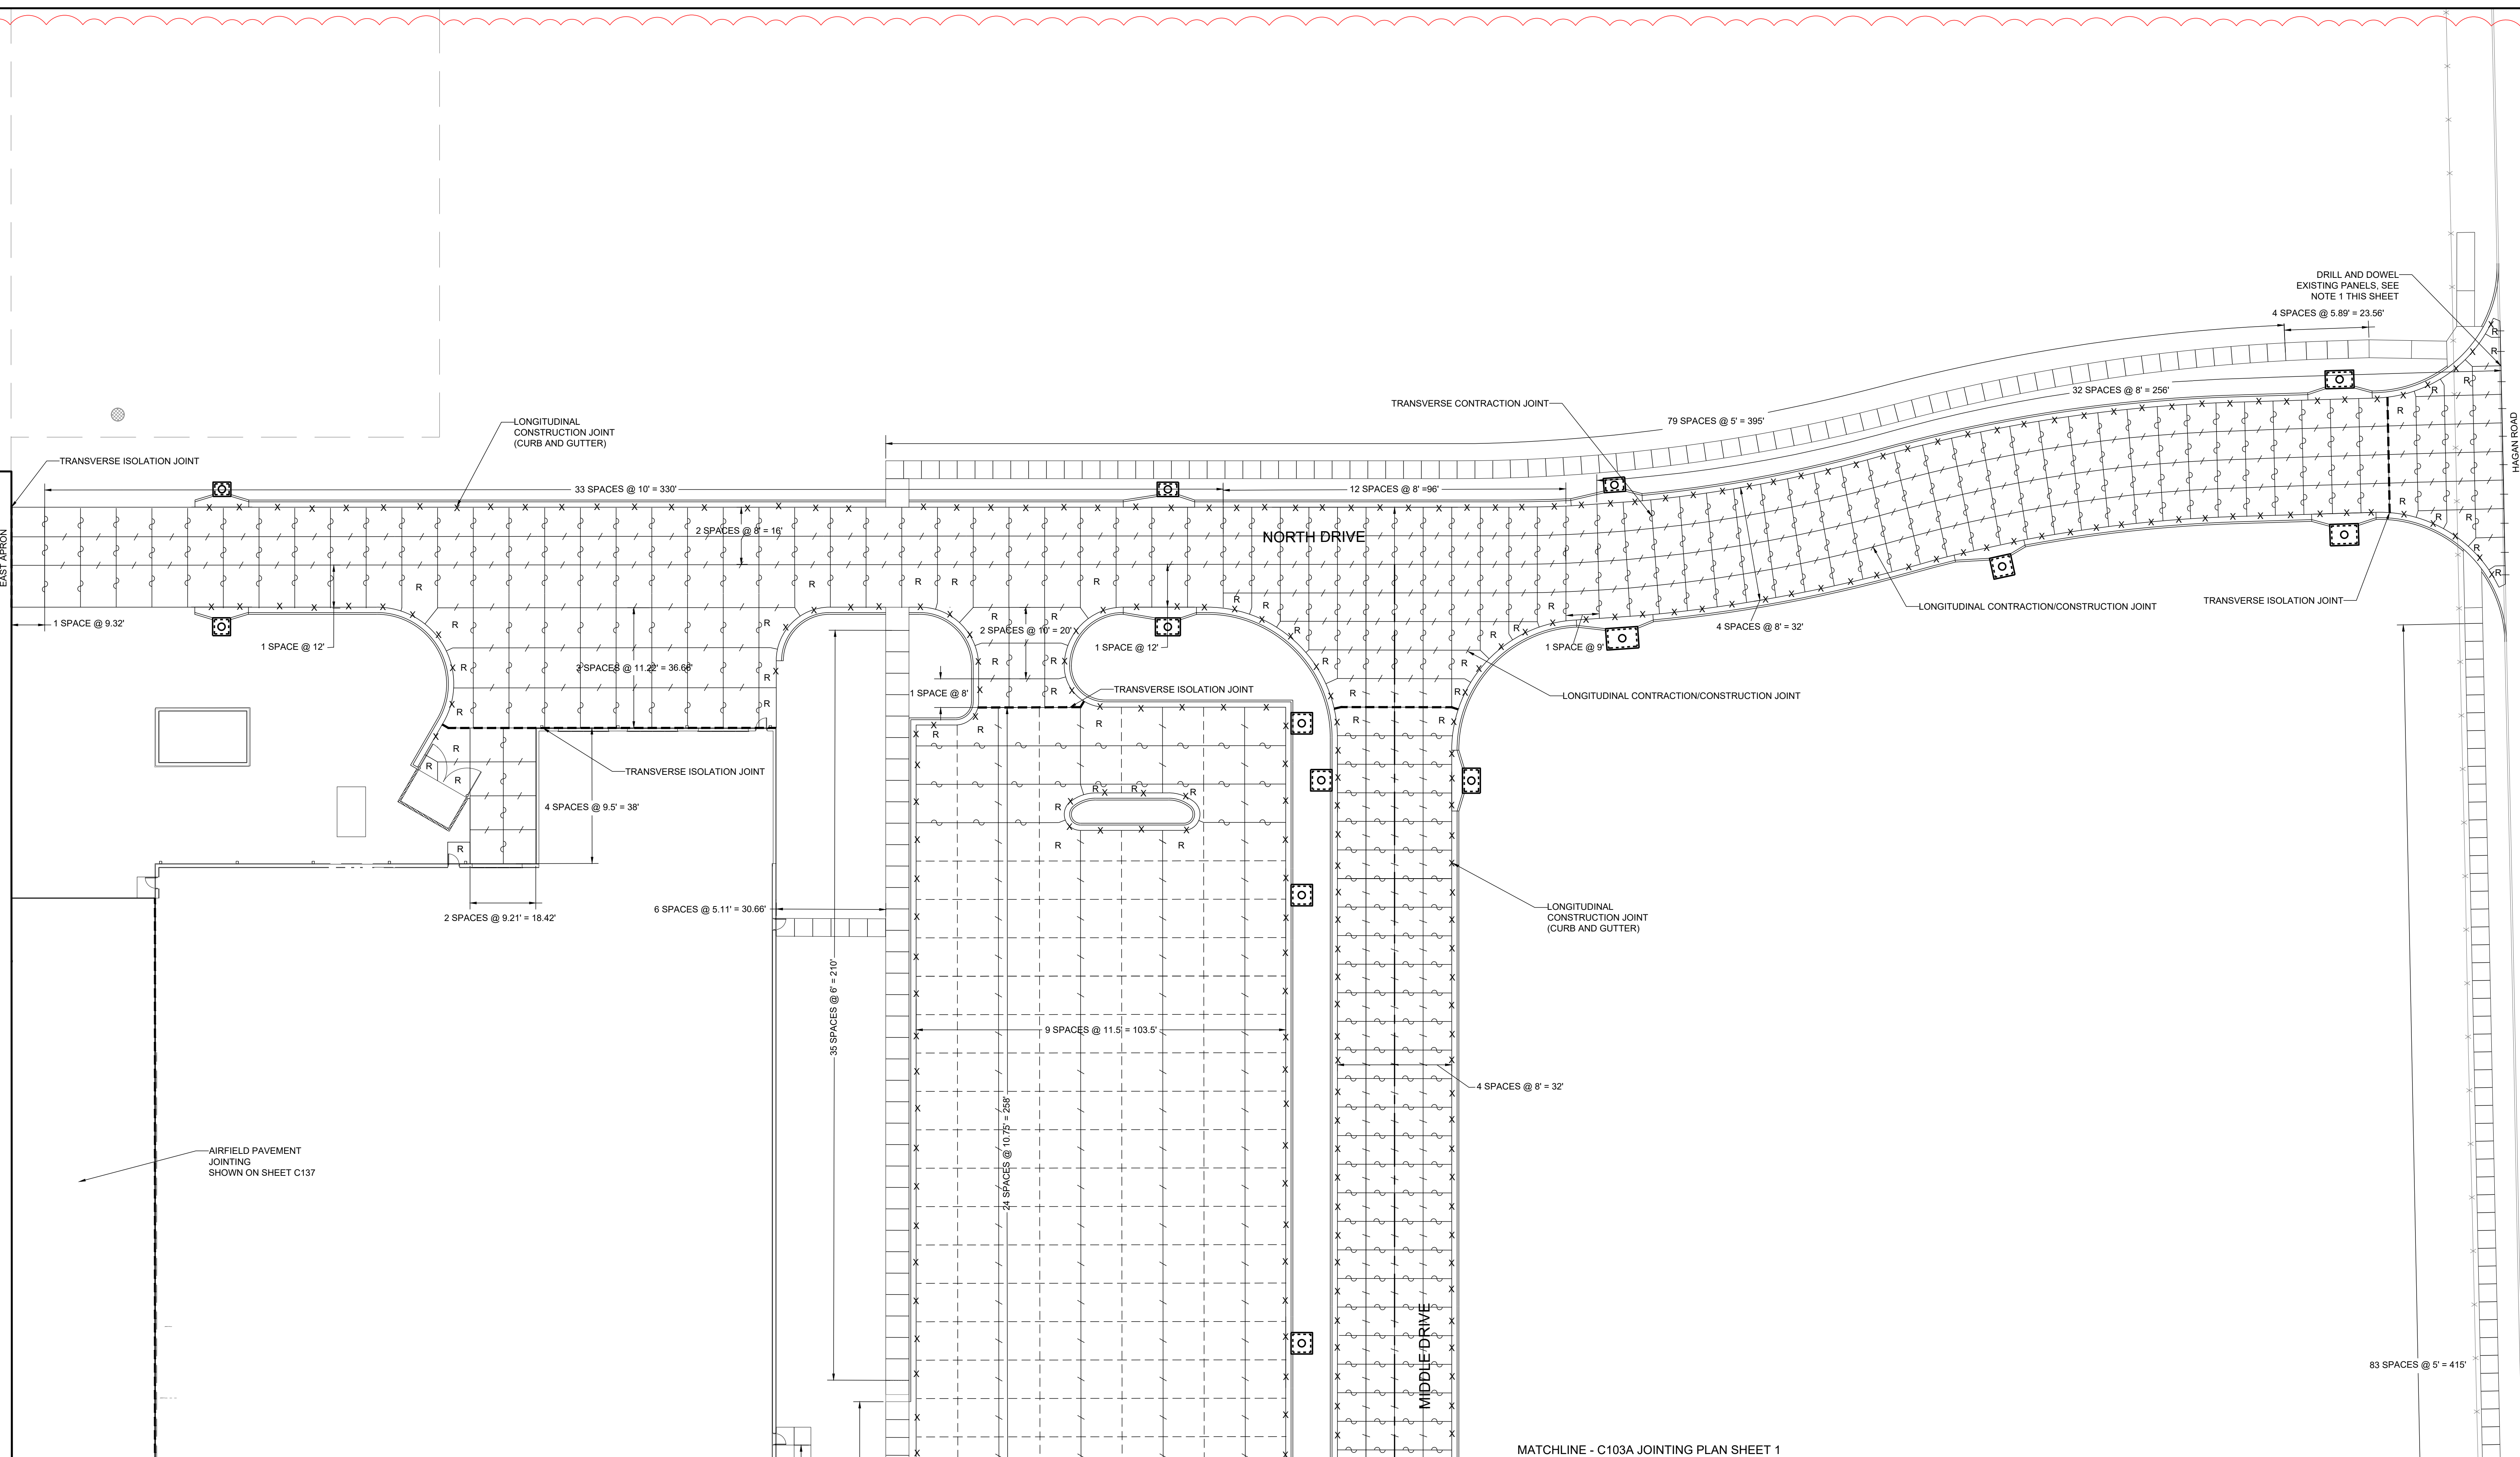 DRILL AND DOWEL
EXISTING PANELS, SEE
NOTE 1 THIS SHEET
4 SPACES @ 5.89' = 23.56'
32 SPACES @ 8' = 256'
TRANSVERSE CONTRACTION JOINT
79 SPACES @ 5' = 395'
HAGAN ROAD
LONGITUDINAL
CONSTRUCTION JOINT
(CURB AND GUTTER)
TRANSVERSE ISOLATION JOINT
33 SPACES @ 10' = 330'
12 SPACES @ 8' =96'
2 SPACES @ 8' = 16'
NORTH DRIVE
EAST APRON
1 SPACE @ 9.32'
1 SPACE @ 12'
2 SPACES @ 10' = 20'
1 SPACE @ 12'
1 SPACE @ 9'
4 SPACES @ 8' = 32'
LONGITUDINAL CONTRACTION/CONSTRUCTION JOINT
TRANSVERSE ISOLATION JOINT
3 SPACES @ 11.22' = 36.66'
1 SPACE @ 8'
TRANSVERSE ISOLATION JOINT
LONGITUDINAL CONTRACTION/CONSTRUCTION JOINT
TRANSVERSE ISOLATION JOINT
4 SPACES @ 9.5' = 38'
2 SPACES @ 9.21' = 18.42'
6 SPACES @ 5.11' = 30.66'
LONGITUDINAL
CONSTRUCTION JOINT
(CURB AND GUTTER)
35 SPACES @ 6' = 210'
9 SPACES @ 11.5' = 103.5'
24 SPACES @ 10.75' = 258'
4 SPACES @ 8' = 32'
AIRFIELD PAVEMENT
JOINTING
SHOWN ON SHEET C137
MIDDLE DRIVE
83 SPACES @ 5' = 415'
MATCHLINE - C103A JOINTING PLAN SHEET 1